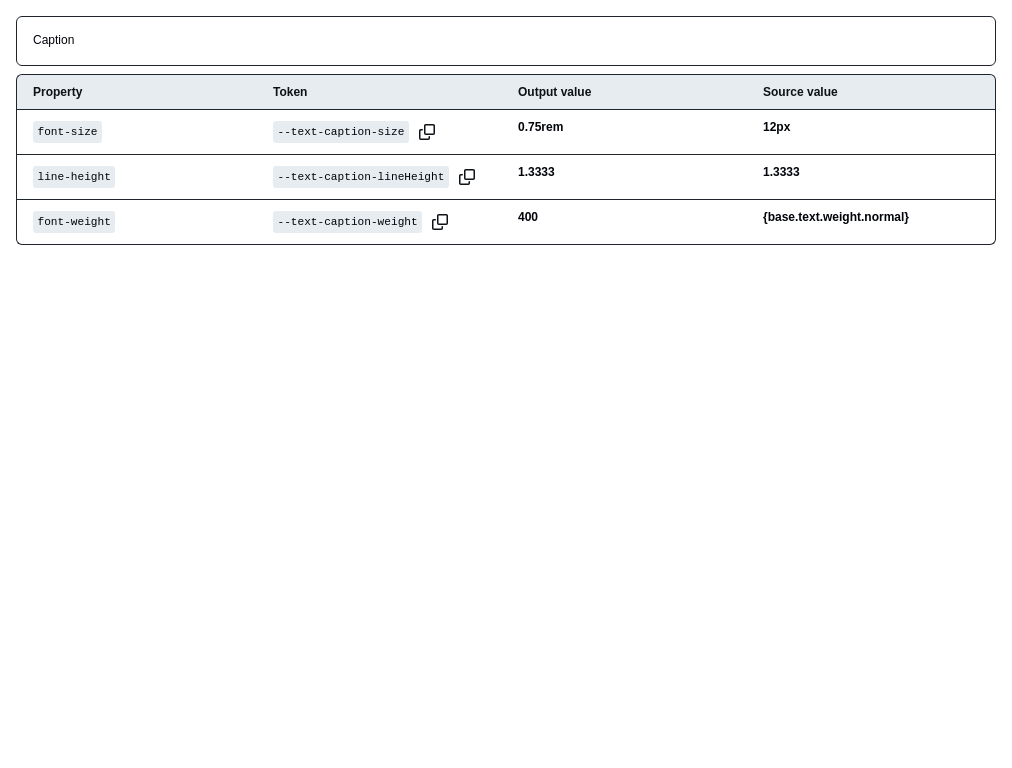 Caption
Property Token Output value Source value
font-size --text-caption-size 0.75rem 12px
line-height --text-caption-lineHeight 1.3333 1.3333
font-weight --text-caption-weight 400 {base.text.weight.normal}